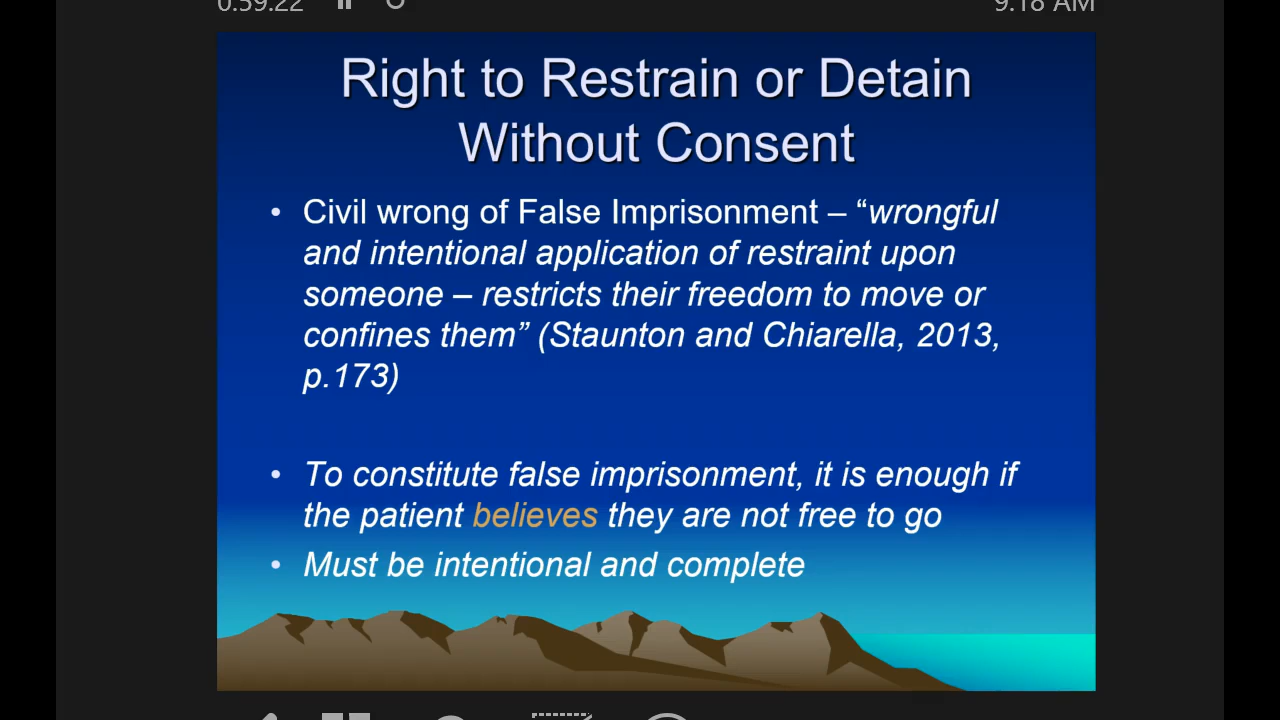 0:59:22
9:18 AM
Right to Restrain or Detain
Without Consent
• Civil wrong of False Imprisonment – “wrongful
and intentional application of restraint upon
someone – restricts their freedom to move or
confines them” (Staunton and Chiarella, 2013,
p.173)
• To constitute false imprisonment, it is enough if
the patient believes they are not free to go
• Must be intentional and complete